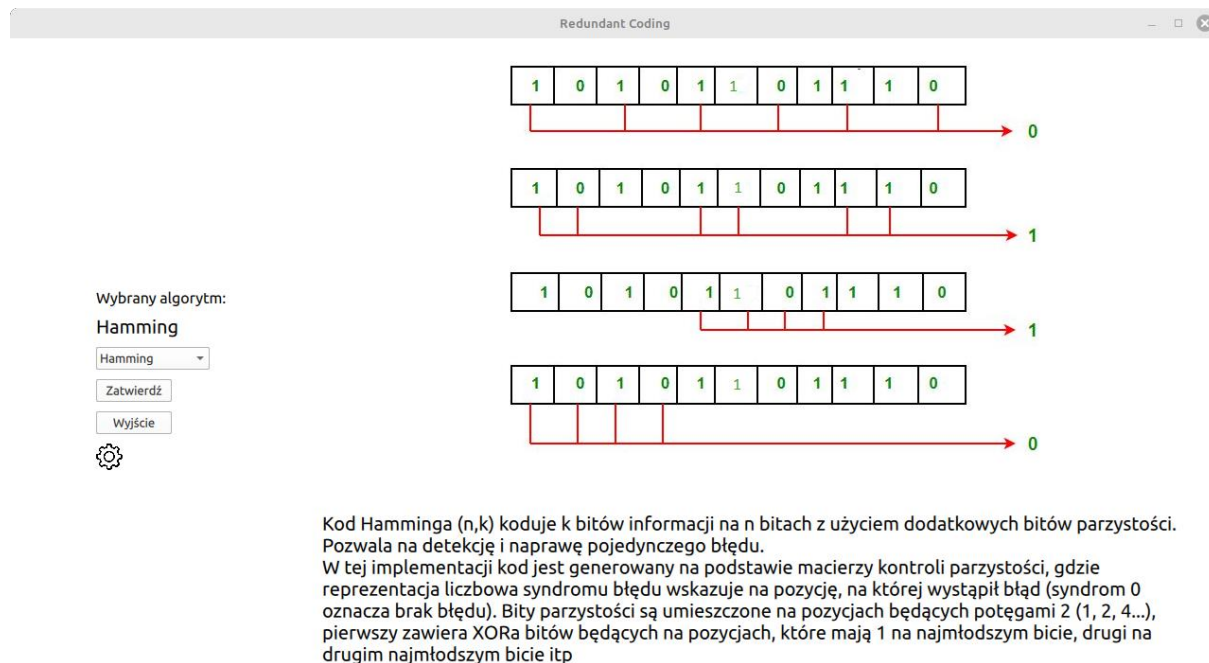 Redundant Coding
1 0 1 0 1 1 0 1 1 1 0
0
1 0 1 0 1 1 0 1 1 1 0
1
1 0 1 0 1 1 0 1 1 1 0
1
1 0 1 0 1 1 0 1 1 1 0
0
Wybrany algorytm:
Hamming
Hamming
Zatwierdź
Wyjście
Kod Hamminga (n,k) koduje k bitów informacji na n bitach z użyciem dodatkowych bitów parzystości.
Pozwala na detekcję i naprawę pojedynczego błędu.
W tej implementacji kod jest generowany na podstawie macierzy kontroli parzystości, gdzie
reprezentacja liczbowa syndromu błędu wskazuje na pozycję, na której wystąpił błąd (syndrom 0
oznacza brak błędu). Bity parzystości są umieszczone na pozycjach będących potęgami 2 (1, 2, 4...),
pierwszy zawiera XORa bitów będących na pozycjach, które mają 1 na najmłodszym bicie, drugi na
drugim najmłodszym bicie itp